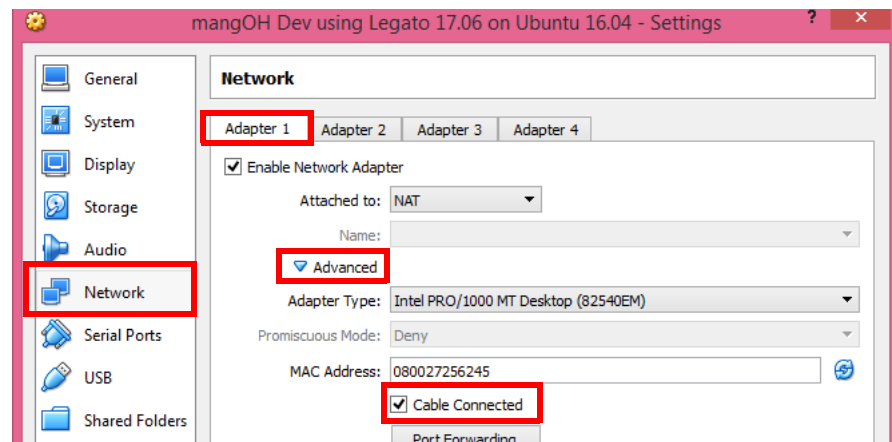 mangOH Dev using Legato 17.06 on Ubuntu 16.04 - Settings ? ×
General
System
Display
Storage
Audio
Network
Serial Ports
USB
Shared Folders
Network
Adapter 1 Adapter 2 Adapter 3 Adapter 4
Enable Network Adapter
Attached to: NAT
Name:
Advanced
Adapter Type: Intel PRO/1000 MT Desktop (82540EM)
Promiscuous Mode: Deny
MAC Address: 080027256245
Cable Connected
Port Forwarding